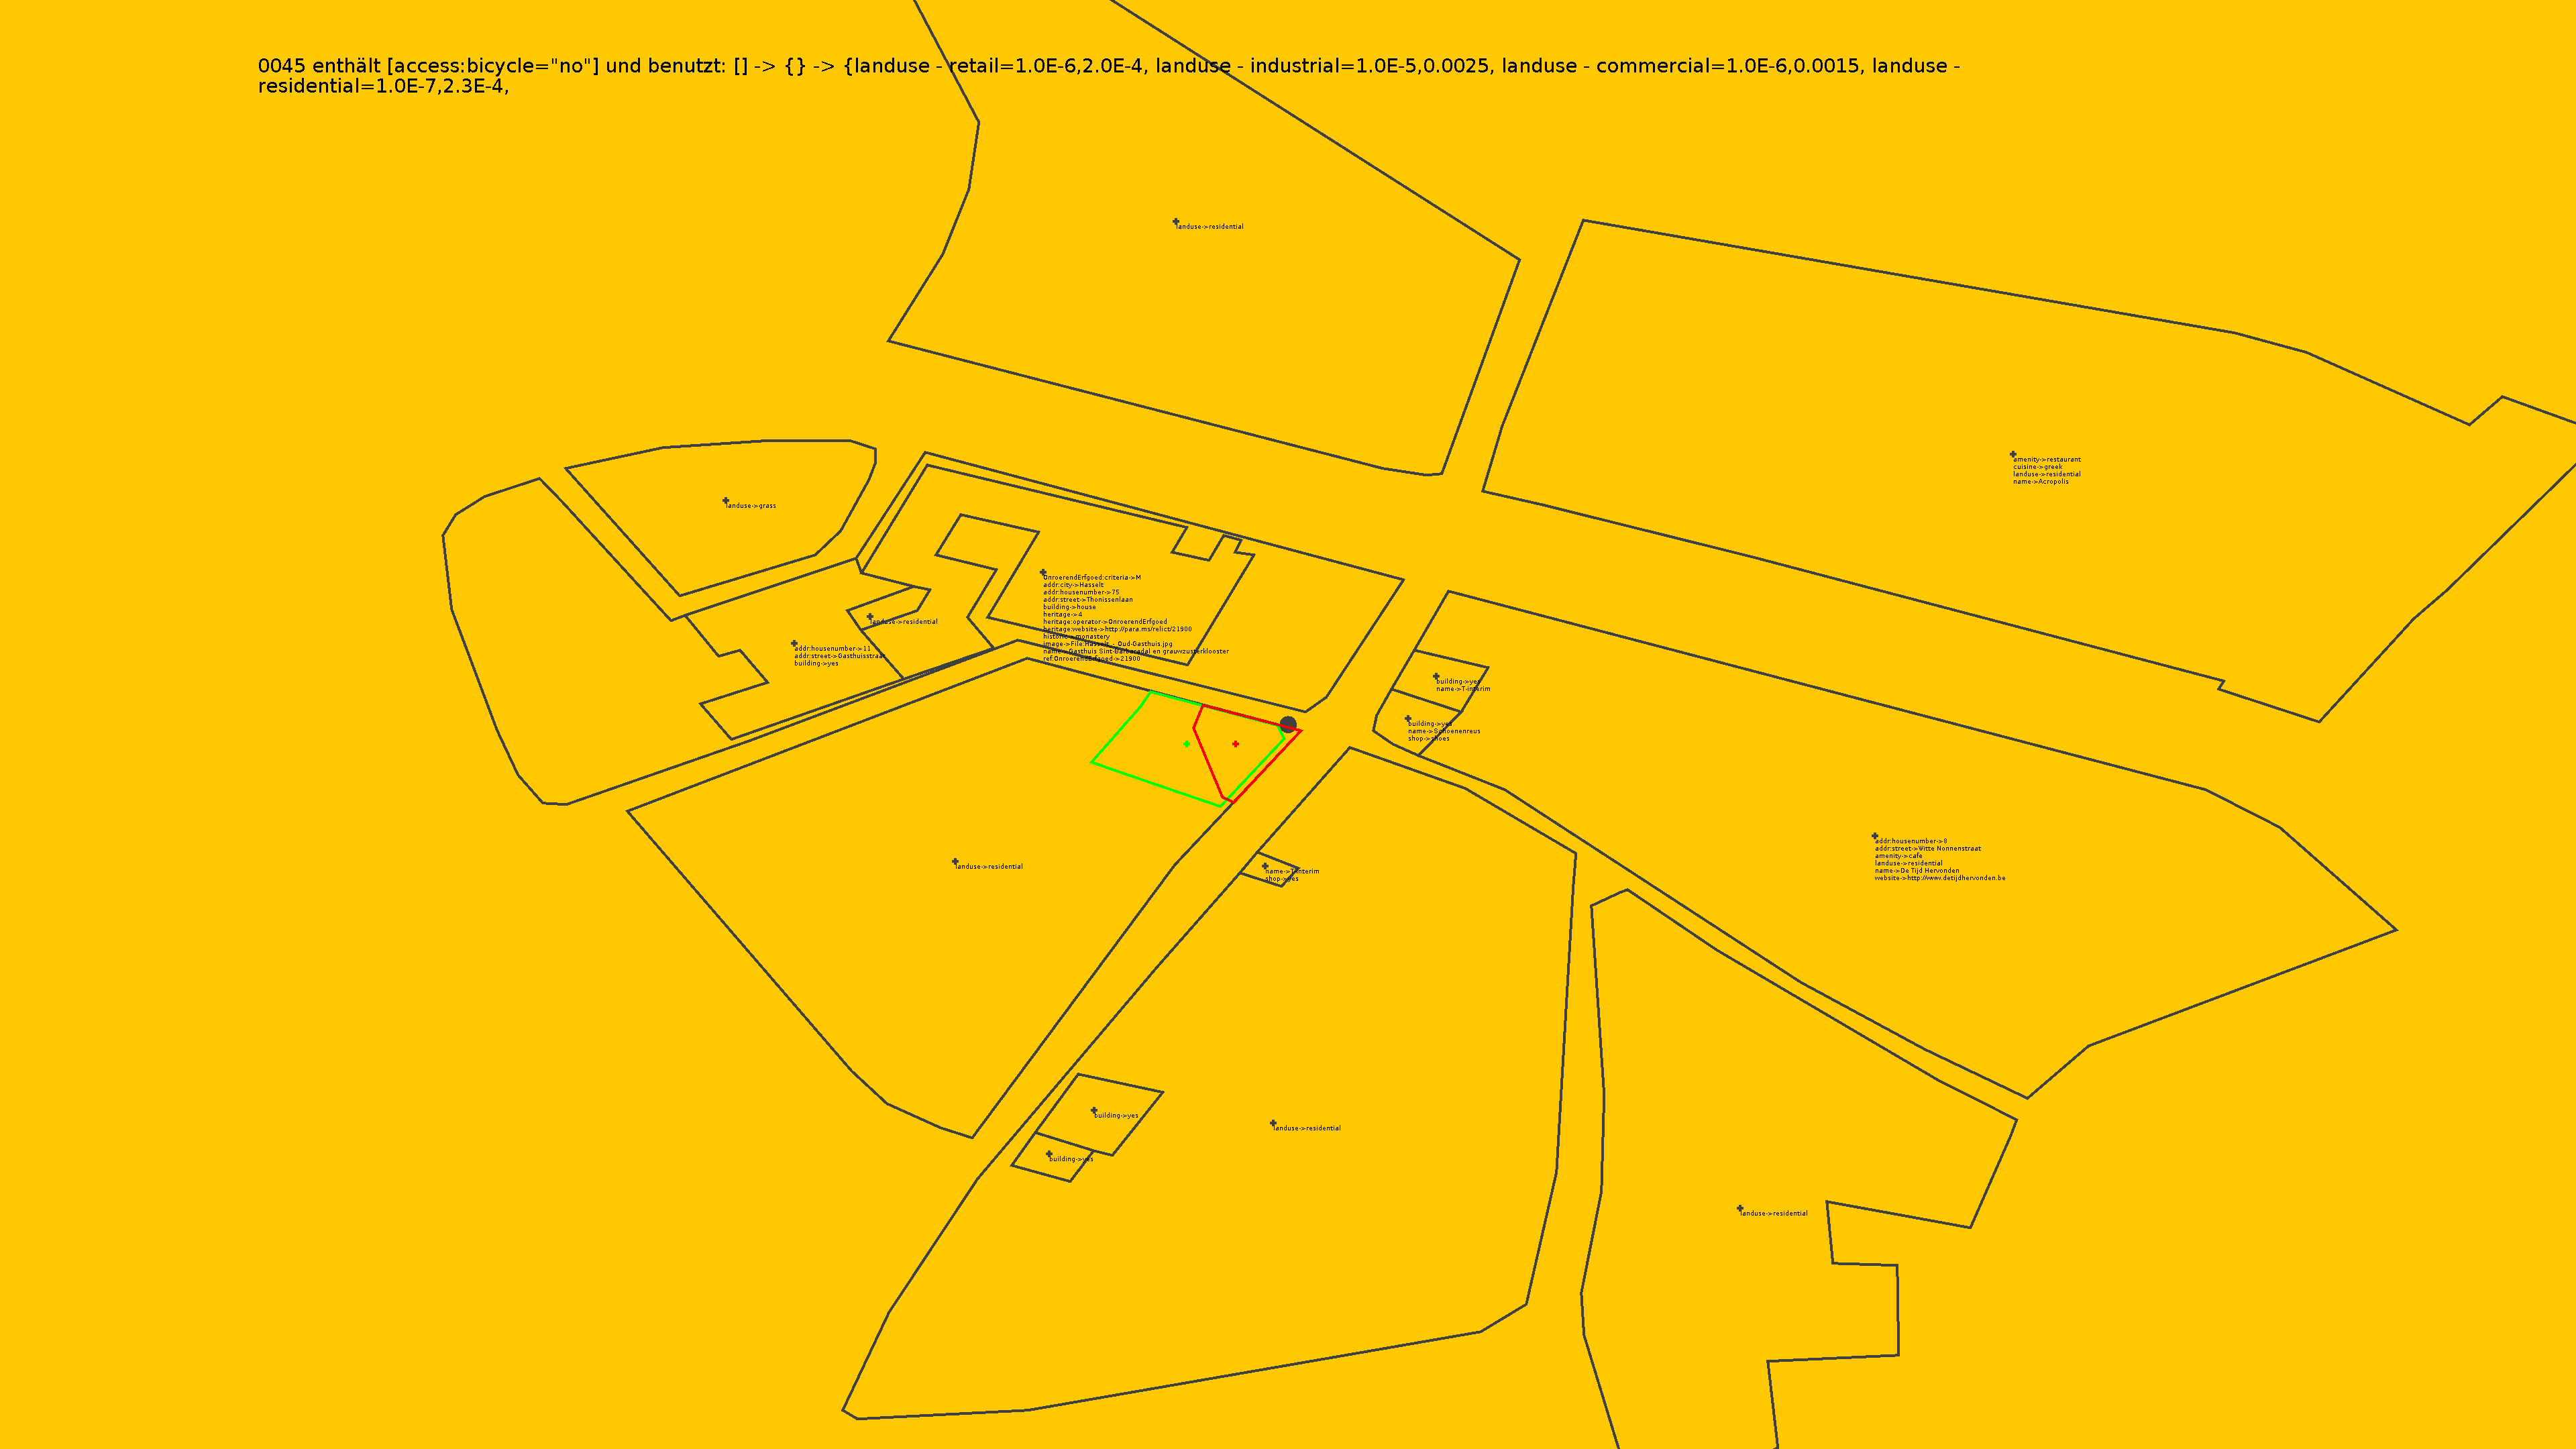 0045 enthält [access:bicycle="no"] und benutzt: [] -> {} -> {landuse - retail=1.0E-6,2.0E-4, landuse - industrial=1.0E-5,0.0025, landuse - commercial=1.0E-6,0.0015, landuse -
residential=1.0E-7,2.3E-4,
landuse->residential
amenity->restaurant
cuisine->greek
landuse->residential
name->Acropolis
landuse->grass
OnroerendErfgoed:criteria->M
addr:city->Hasselt
addr:housenumber->75
addr:street->Thonissenlaan
building->house
heritage->4
heritage:operator->OnroerendErfgoed
heritage:website->http://para.ms/relict/21900
historic->monastery
image->File:Hasselt - Oud-Gasthuis.jpg
name->Gasthuis Sint-Barbaradal en grauwzusterklooster
ref:OnroerendErfgoed->21900
landuse->residential
addr:housenumber->11
addr:street->Gasthuisstraat
building->yes
building->yes
name->T-interim
building->yes
name->Schoenenreus
shop->shoes
addr:housenumber->8
addr:street->Witte Nonnenstraat
amenity->cafe
landuse->residential
name->De Tijd Hervonden
website->http://www.detijdhervonden.be
landuse->residential
name->T-interim
shop->yes
building->yes
landuse->residential
building->yes
landuse->residential